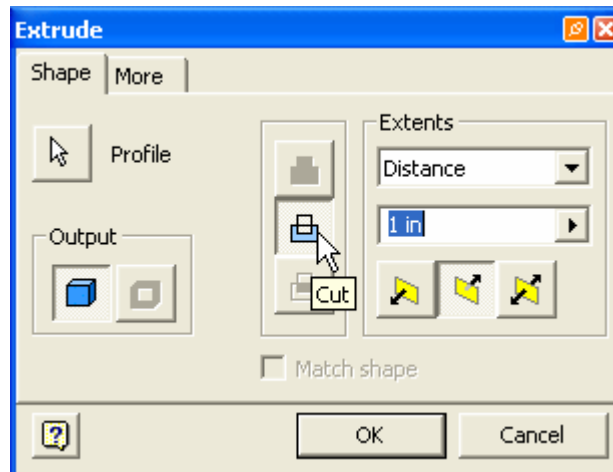 Extrude
Shape More
Profile
Output
Cut
Extents
Distance
1 in
Match shape
? OK Cancel